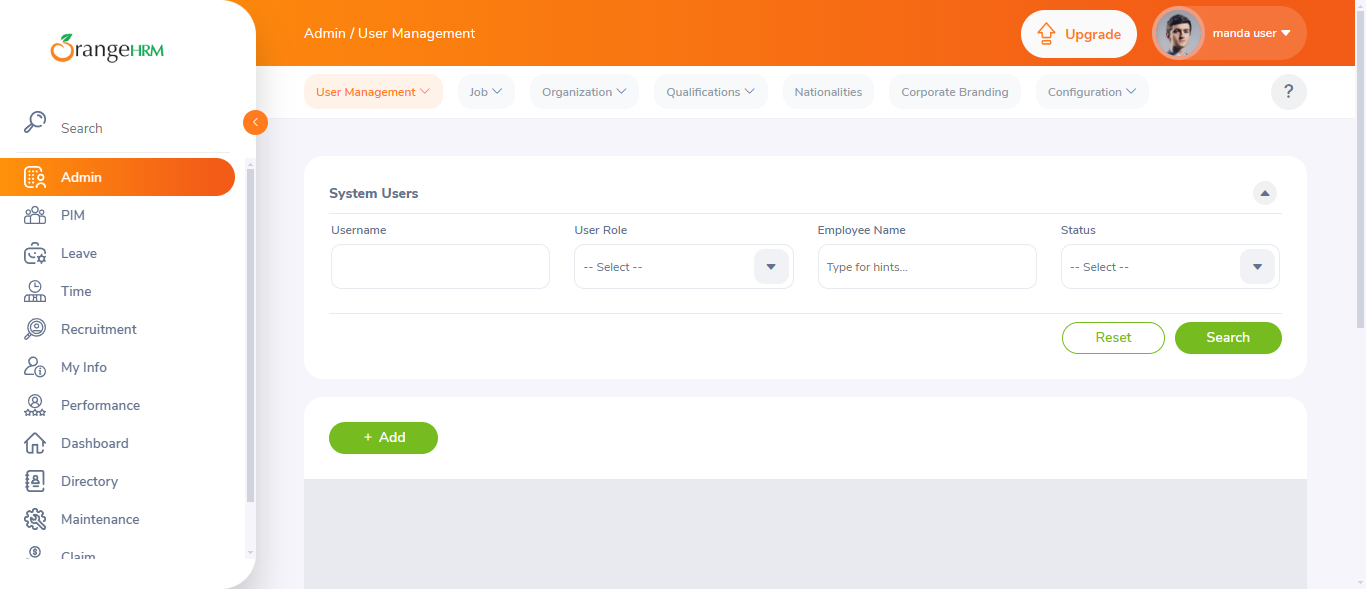 OrangeHRM
Admin / User Management
Upgrade
manda user
User Management
Job
Organization
Qualifications
Nationalities
Corporate Branding
Configuration
?
Search
Admin
PIM
Leave
Time
Recruitment
My Info
Performance
Dashboard
Directory
Maintenance
Claim
System Users
Username
User Role
Employee Name
Status
-- Select --
Type for hints...
-- Select --
Reset
Search
+ Add